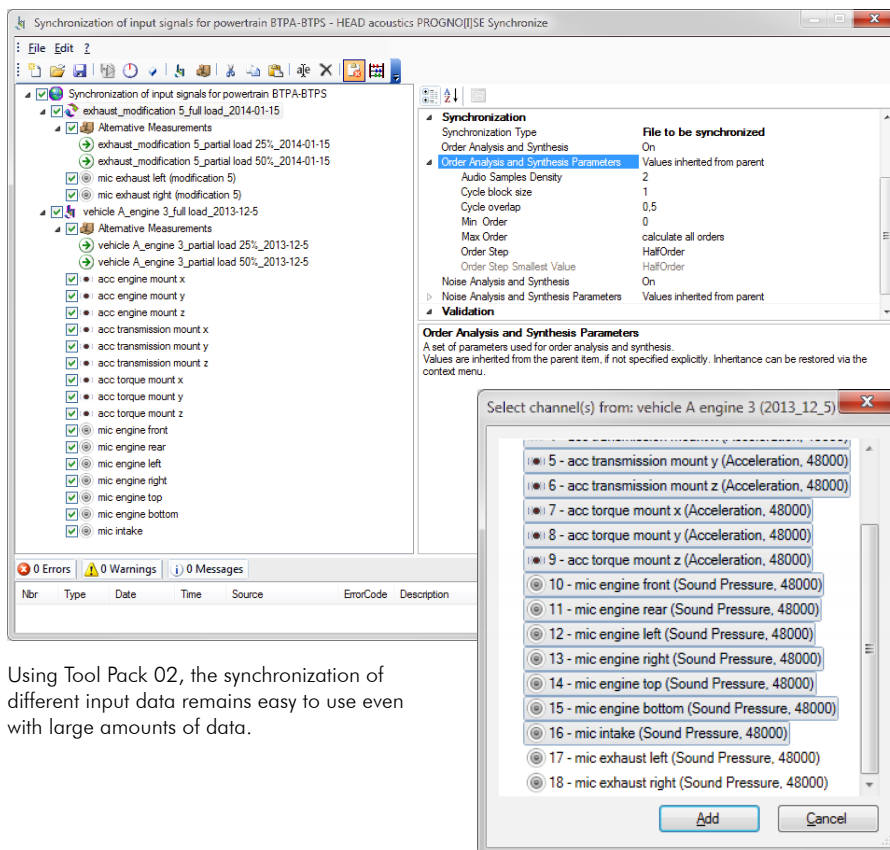 Synchronization of input signals for powertrain BTPA-BTPS - HEAD acoustics PROGNO[I]SE Synchronize
File Edit ?
Synchronization of input signals for powertrain BTPA-BTPS
exhaust_modification 5_full load_2014-01-15
Alternative Measurements
exhaust_modification 5_partial load 25%_2014-01-15
exhaust_modification 5_partial load 50%_2014-01-15
mic exhaust left (modification 5)
mic exhaust right (modification 5)
vehicle A_engine 3_full load_2013-12-5
Alternative Measurements
vehicle A_engine 3_partial load 25%_2013-12-5
vehicle A_engine 3_partial load 50%_2013-12-5
acc engine mount x
acc engine mount y
acc engine mount z
acc transmission mount x
acc transmission mount y
acc transmission mount z
acc torque mount x
acc torque mount y
acc torque mount z
mic engine front
mic engine rear
mic engine left
mic engine right
mic engine top
mic engine bottom
mic intake
Synchronization
Synchronization Type File to be synchronized
Order Analysis and Synthesis On
Order Analysis and Synthesis Parameters Values inherited from parent
Audio Samples Density 2
Cycle block size 1
Cycle overlap 0,5
Min Order 0
Max Order calculate all orders
Order Step HalfOrder
Order Step Smallest Value HalfOrder
Noise Analysis and Synthesis On
Noise Analysis and Synthesis Parameters Values inherited from parent
Validation
Order Analysis and Synthesis Parameters
A set of parameters used for order analysis and synthesis.
Values are inherited from the parent item, if not specified explicitly. Inheritance can be restored via the
context menu.
0 Errors 0 Warnings 0 Messages
Nbr Type Date Time Source ErrorCode Description
Select channel(s) from: vehicle A engine 3 (2013_12_5)
5 - acc transmission mount y (Acceleration, 48000)
6 - acc transmission mount z (Acceleration, 48000)
7 - acc torque mount x (Acceleration, 48000)
8 - acc torque mount y (Acceleration, 48000)
9 - acc torque mount z (Acceleration, 48000)
10 - mic engine front (Sound Pressure, 48000)
11 - mic engine rear (Sound Pressure, 48000)
12 - mic engine left (Sound Pressure, 48000)
13 - mic engine right (Sound Pressure, 48000)
14 - mic engine top (Sound Pressure, 48000)
15 - mic engine bottom (Sound Pressure, 48000)
16 - mic intake (Sound Pressure, 48000)
17 - mic exhaust left (Sound Pressure, 48000)
18 - mic exhaust right (Sound Pressure, 48000)
Add Cancel
Using Tool Pack 02, the synchronization of
different input data remains easy to use even
with large amounts of data.